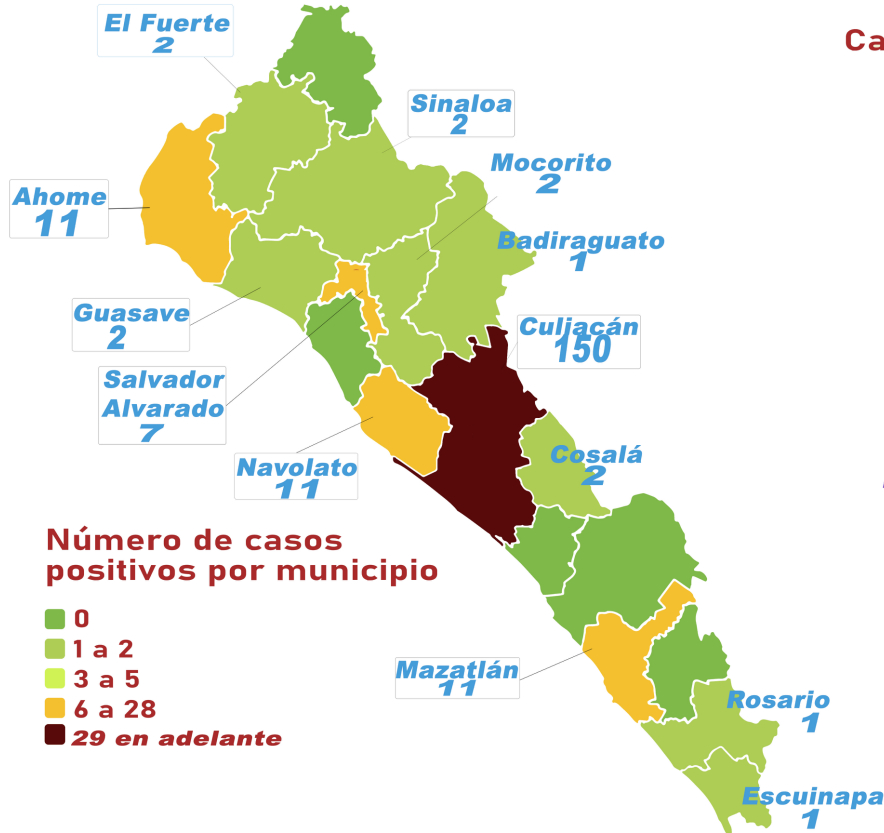 El Fuerte
2
Ca
Sinaloa
2
Mocorito
2
Ahome
11
Badiraguato
1
Guasave
2
Culiacán
150
Salvador
Alvarado
7
Navolato
11
Cosalá
2
Número de casos
positivos por municipio
0
1 a 2
3 a 5
6 a 28
29 en adelante
Mazatlán
11
Rosario
1
Escuinapa
1